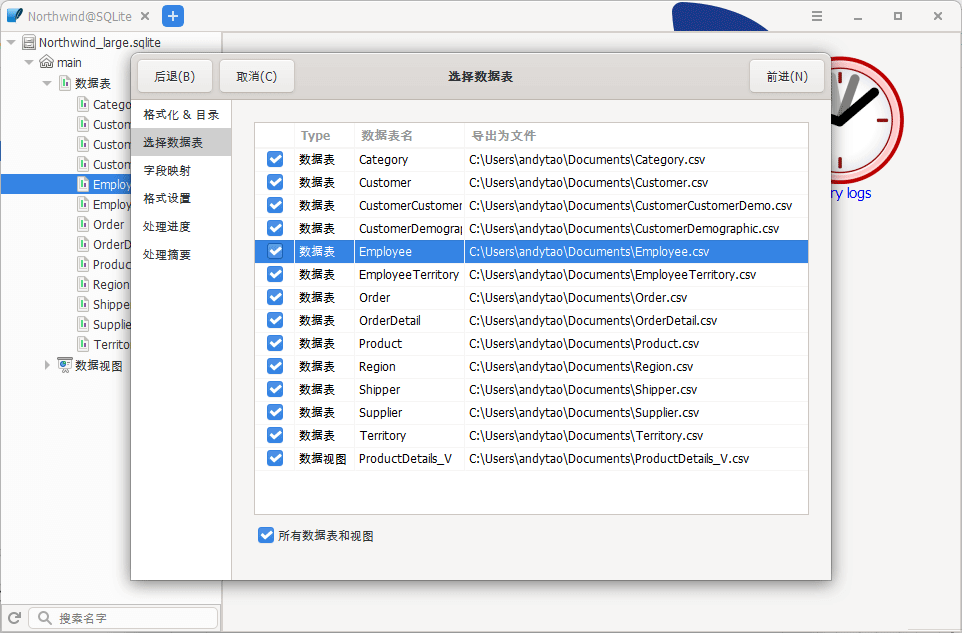 Northwind@SQLite
Northwind_large.sqlite
main
数据表
Catego
Custom
Custom
Custom
Employ
Employ
Order
OrderD
Produc
Region
Shippe
Supplie
Territo
数据视图
搜索名字
后退(B)
取消(C)
选择数据表
前进(N)
格式化 & 目录
选择数据表
字段映射
格式设置
处理进度
处理摘要
Type 数据表名 导出为文件
数据表 Category C:\Users\andytao\Documents\Category.csv
数据表 Customer C:\Users\andytao\Documents\Customer.csv
数据表 CustomerCustomer C:\Users\andytao\Documents\CustomerCustomerDemo.csv
数据表 CustomerDemograp C:\Users\andytao\Documents\CustomerDemographic.csv
数据表 Employee C:\Users\andytao\Documents\Employee.csv
数据表 EmployeeTerritory C:\Users\andytao\Documents\EmployeeTerritory.csv
数据表 Order C:\Users\andytao\Documents\Order.csv
数据表 OrderDetail C:\Users\andytao\Documents\OrderDetail.csv
数据表 Product C:\Users\andytao\Documents\Product.csv
数据表 Region C:\Users\andytao\Documents\Region.csv
数据表 Shipper C:\Users\andytao\Documents\Shipper.csv
数据表 Supplier C:\Users\andytao\Documents\Supplier.csv
数据表 Territory C:\Users\andytao\Documents\Territory.csv
数据视图 ProductDetails_V C:\Users\andytao\Documents\ProductDetails_V.csv
所有数据表和视图
ry logs